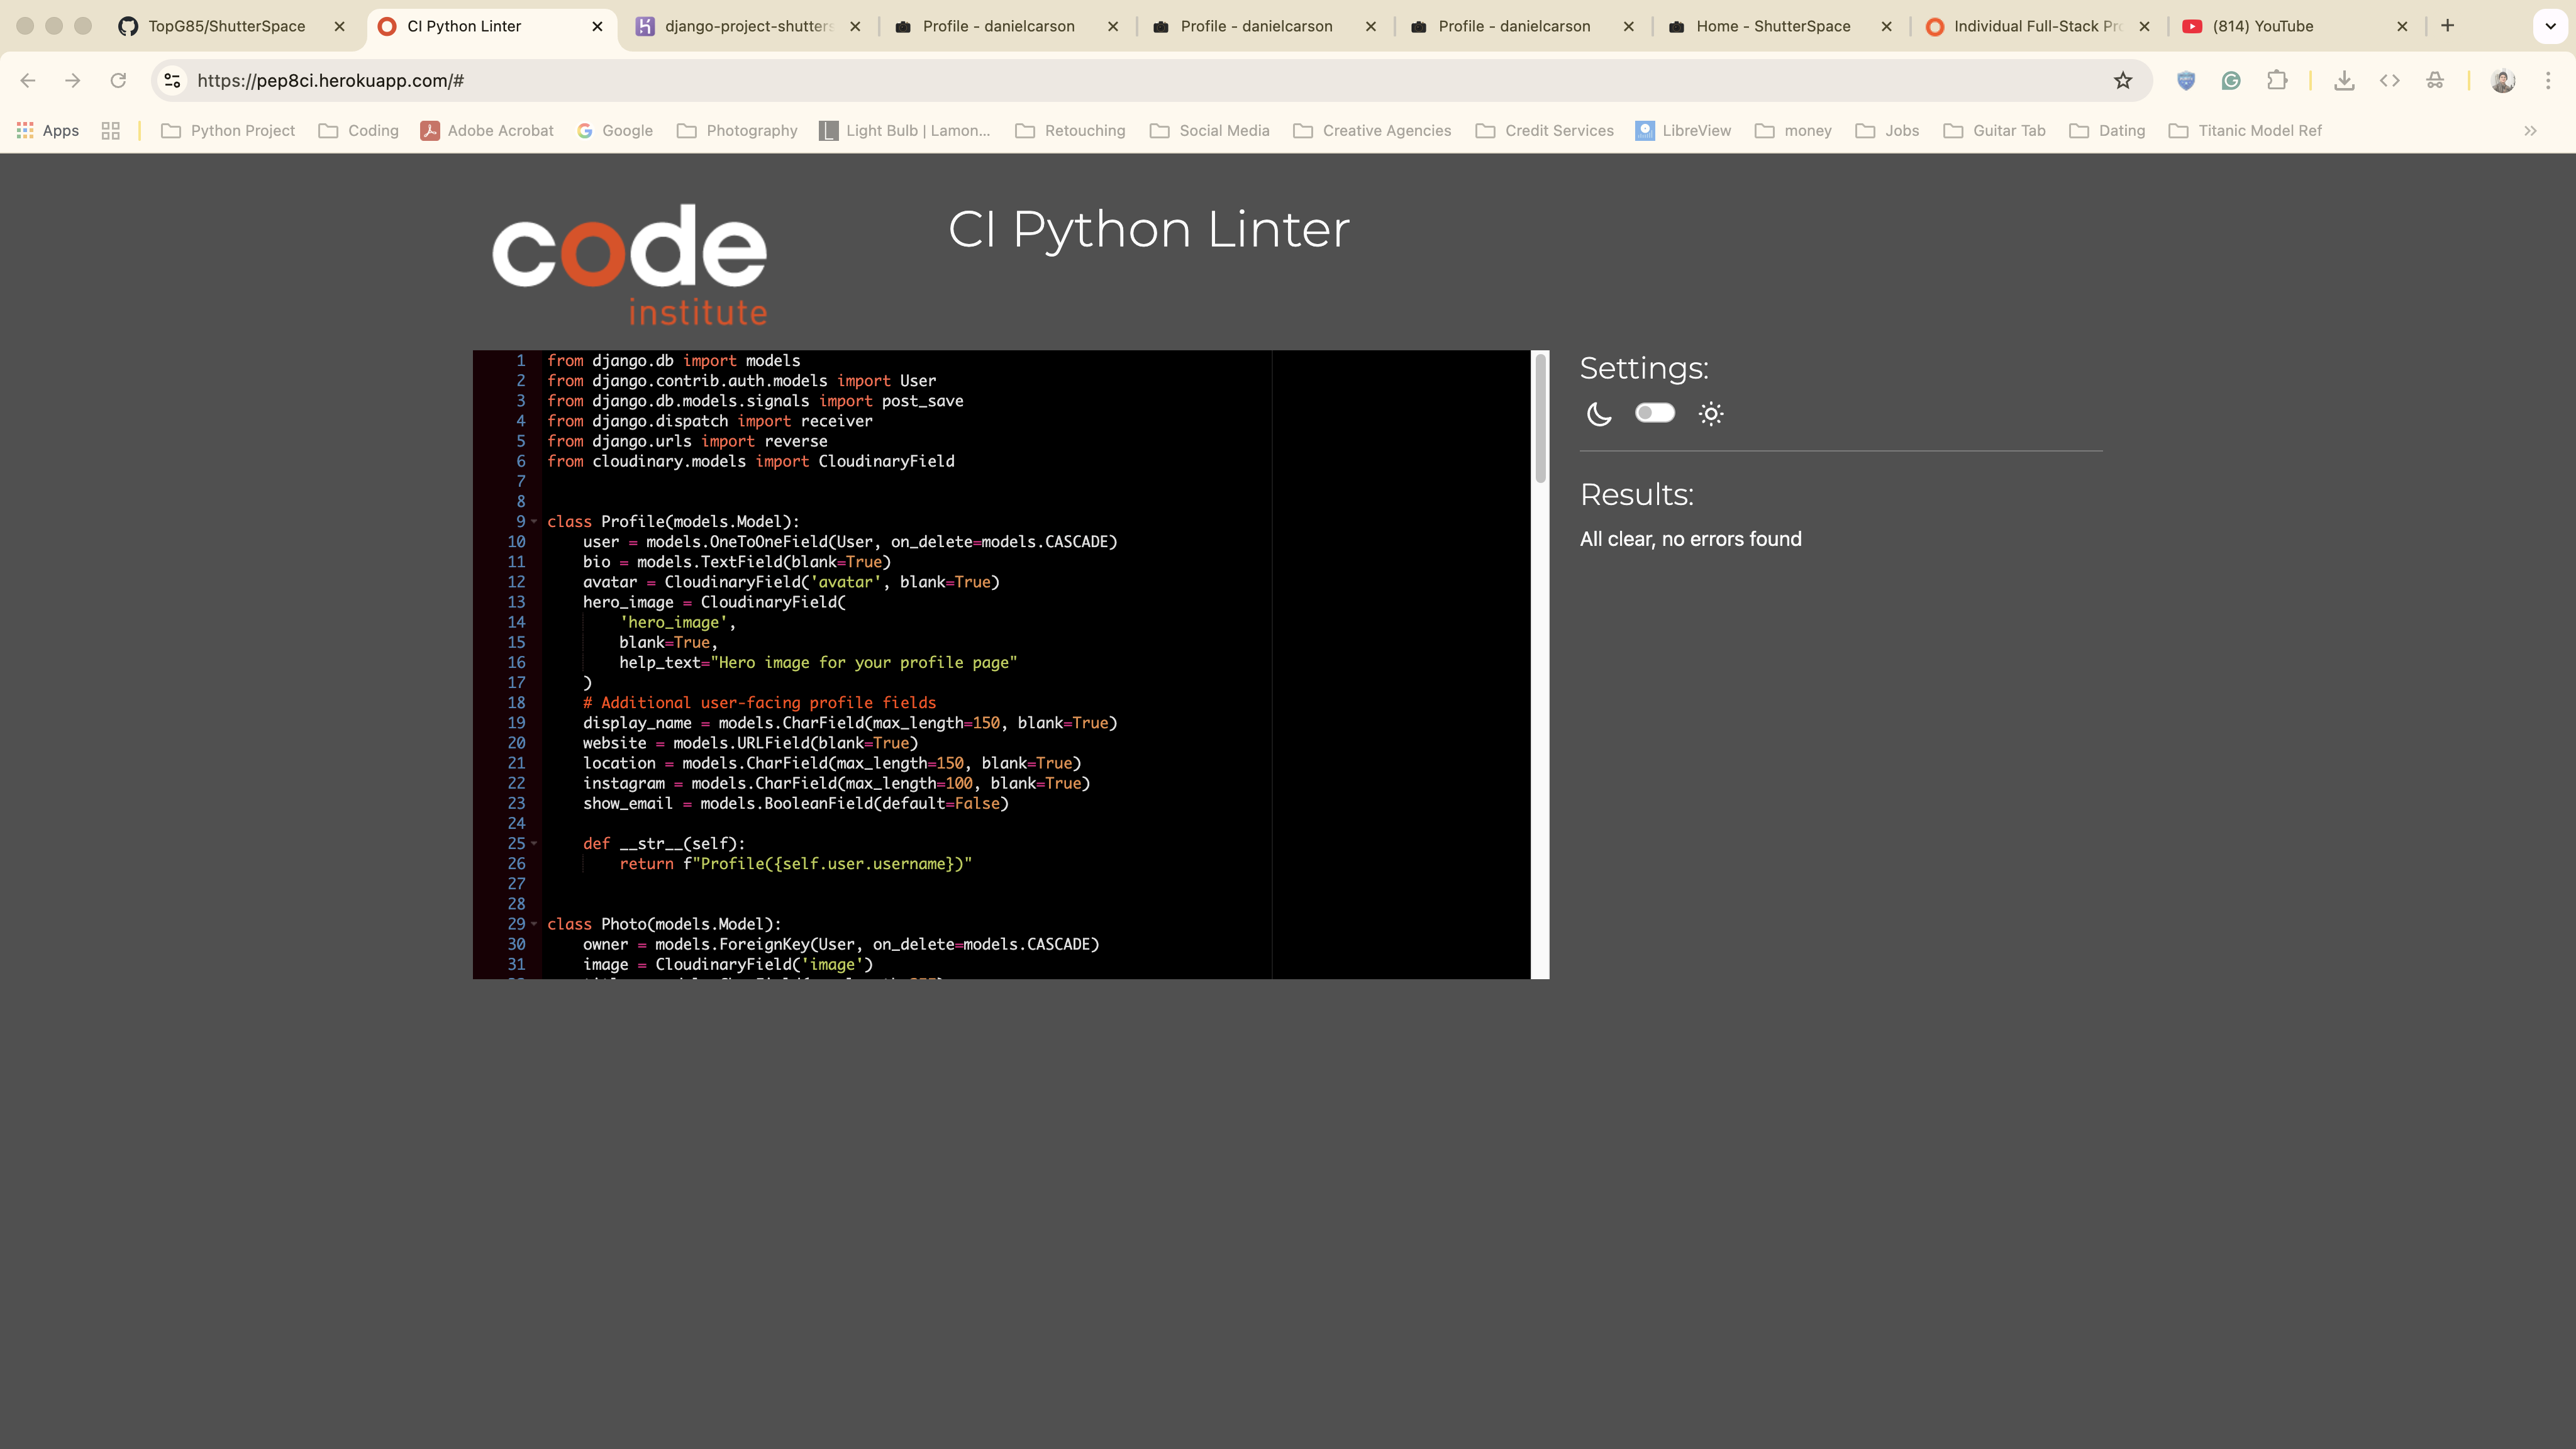 TopG85/ShutterSpace
CI Python Linter
django-project-shutters
Profile - danielcarson
Profile - danielcarson
Profile - danielcarson
Home - ShutterSpace
Individual Full-Stack Pro
(814) YouTube
https://pep8ci.herokuapp.com/#
Apps
Python Project
Coding
Adobe Acrobat
Google
Photography
Light Bulb | Lamon...
Retouching
Social Media
Creative Agencies
Credit Services
LibreView
money
Jobs
Guitar Tab
Dating
Titanic Model Ref
code
institute
CI Python Linter
1 from django.db import models
2 from django.contrib.auth.models import User
3 from django.db.models.signals import post_save
4 from django.dispatch import receiver
5 from django.urls import reverse
6 from cloudinary.models import CloudinaryField
7
8
9 class Profile(models.Model):
10 user = models.OneToOneField(User, on_delete=models.CASCADE)
11 bio = models.TextField(blank=True)
12 avatar = CloudinaryField('avatar', blank=True)
13 hero_image = CloudinaryField(
14 'hero_image',
15 blank=True,
16 help_text="Hero image for your profile page"
17 )
18 # Additional user-facing profile fields
19 display_name = models.CharField(max_length=150, blank=True)
20 website = models.URLField(blank=True)
21 location = models.CharField(max_length=150, blank=True)
22 instagram = models.CharField(max_length=100, blank=True)
23 show_email = models.BooleanField(default=False)
24
25 def __str__(self):
26 return f"Profile({self.user.username})"
27
28
29 class Photo(models.Model):
30 owner = models.ForeignKey(User, on_delete=models.CASCADE)
31 image = CloudinaryField('image')
Settings:
Results:
All clear, no errors found